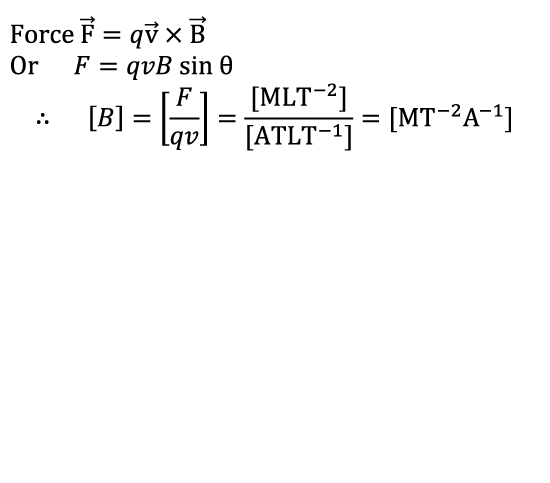 Force F⃗ = qv⃗ × B⃗
Or F = qvB sin θ
∴ [B] = [F/qv] = [MLT⁻²]/[ATLT⁻¹] = [MT⁻²A⁻¹]